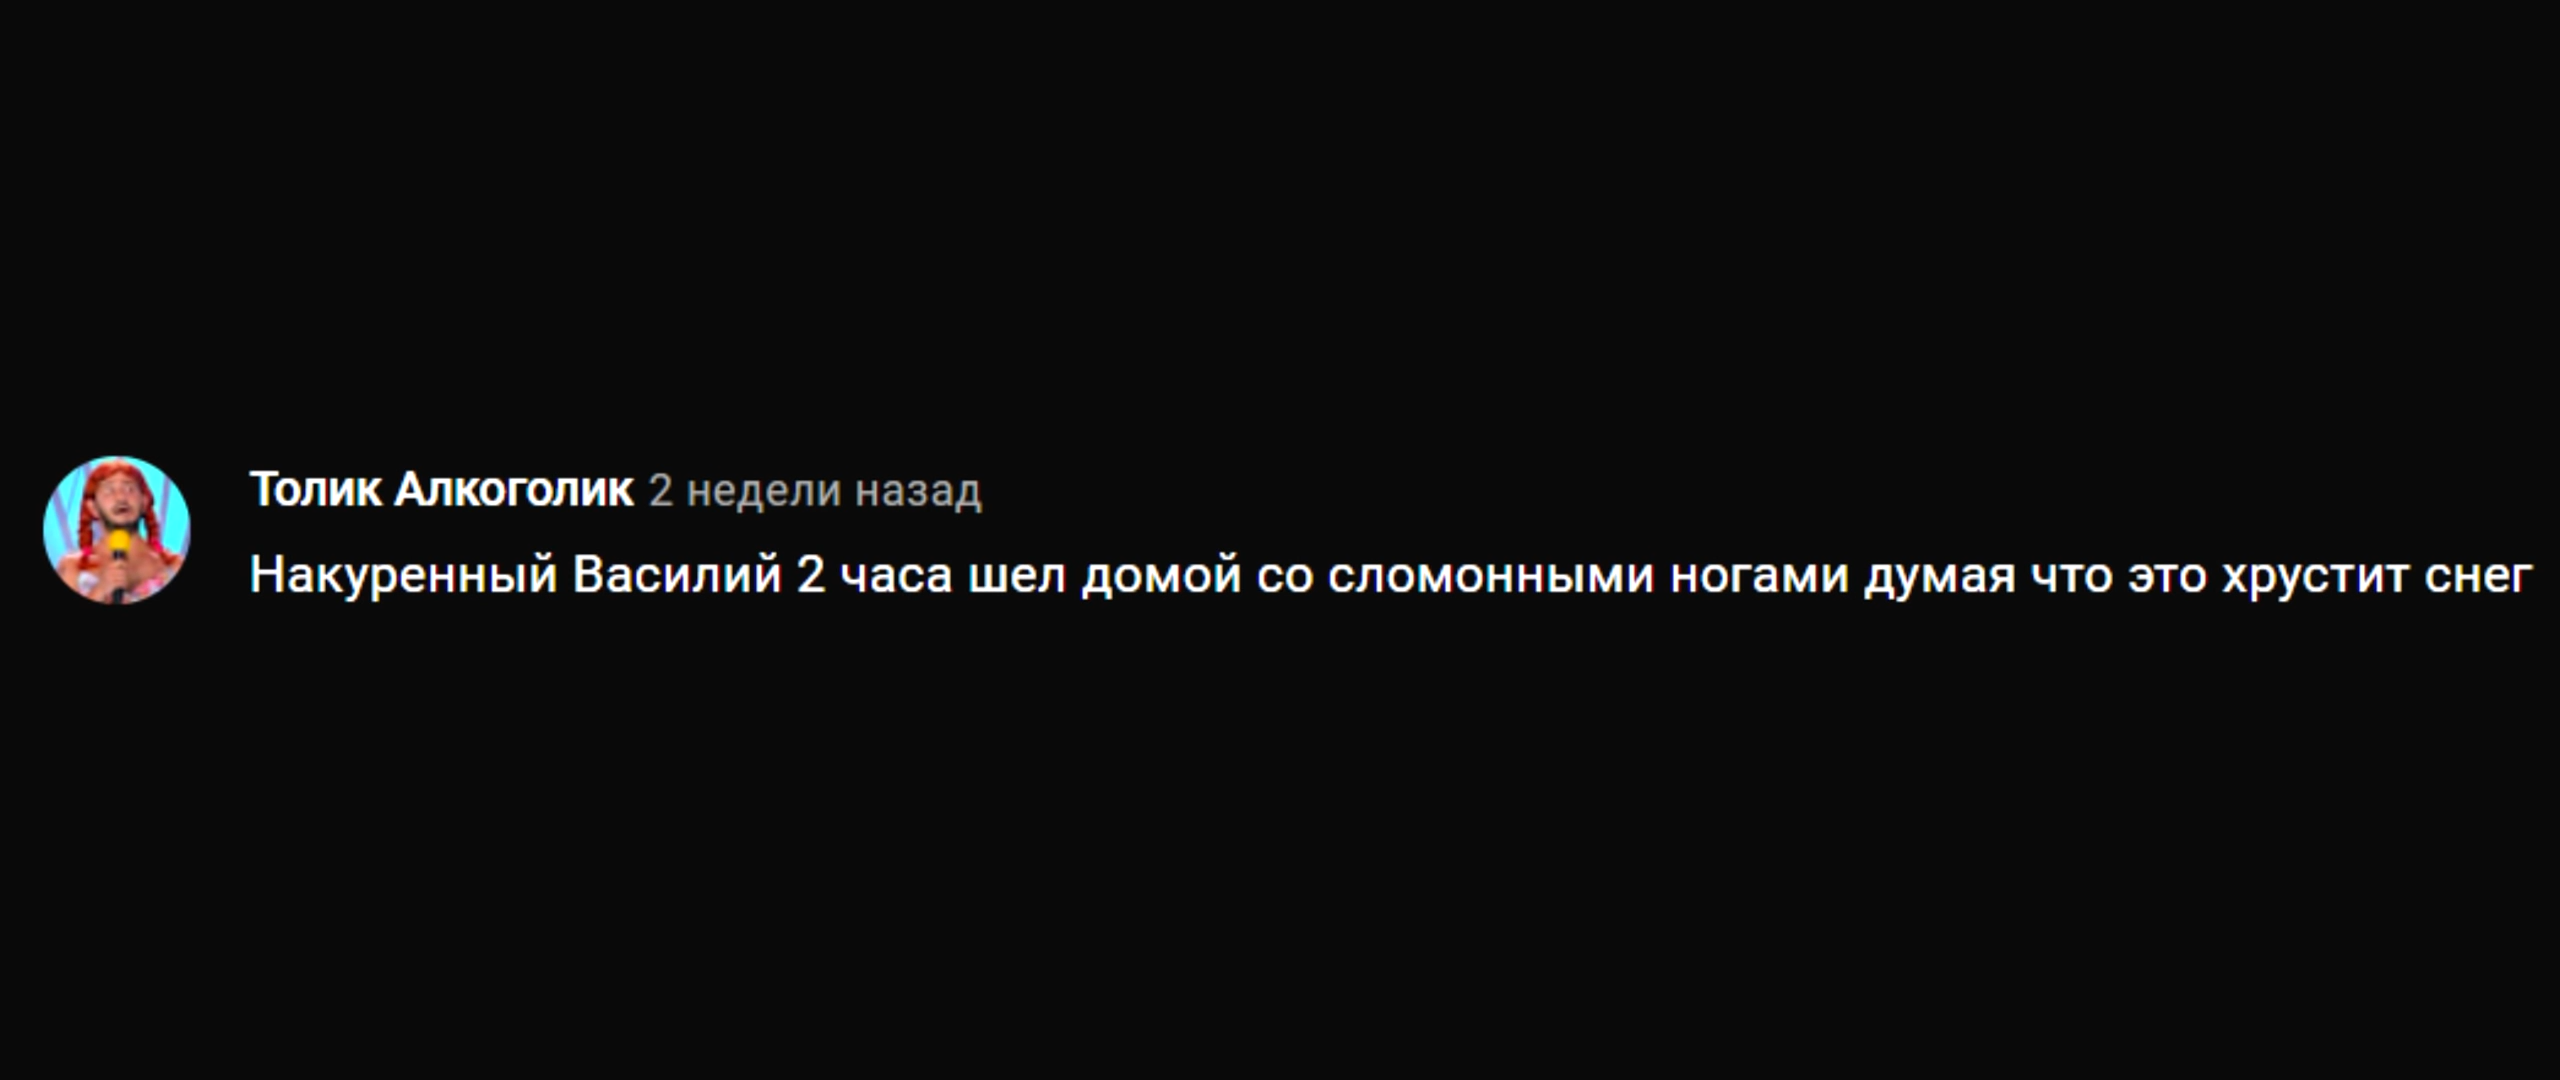 Толик Алкоголик 2 недели назад
Накуренный Василий 2 часа шел домой со сломонными ногами думая что это хрустит снег